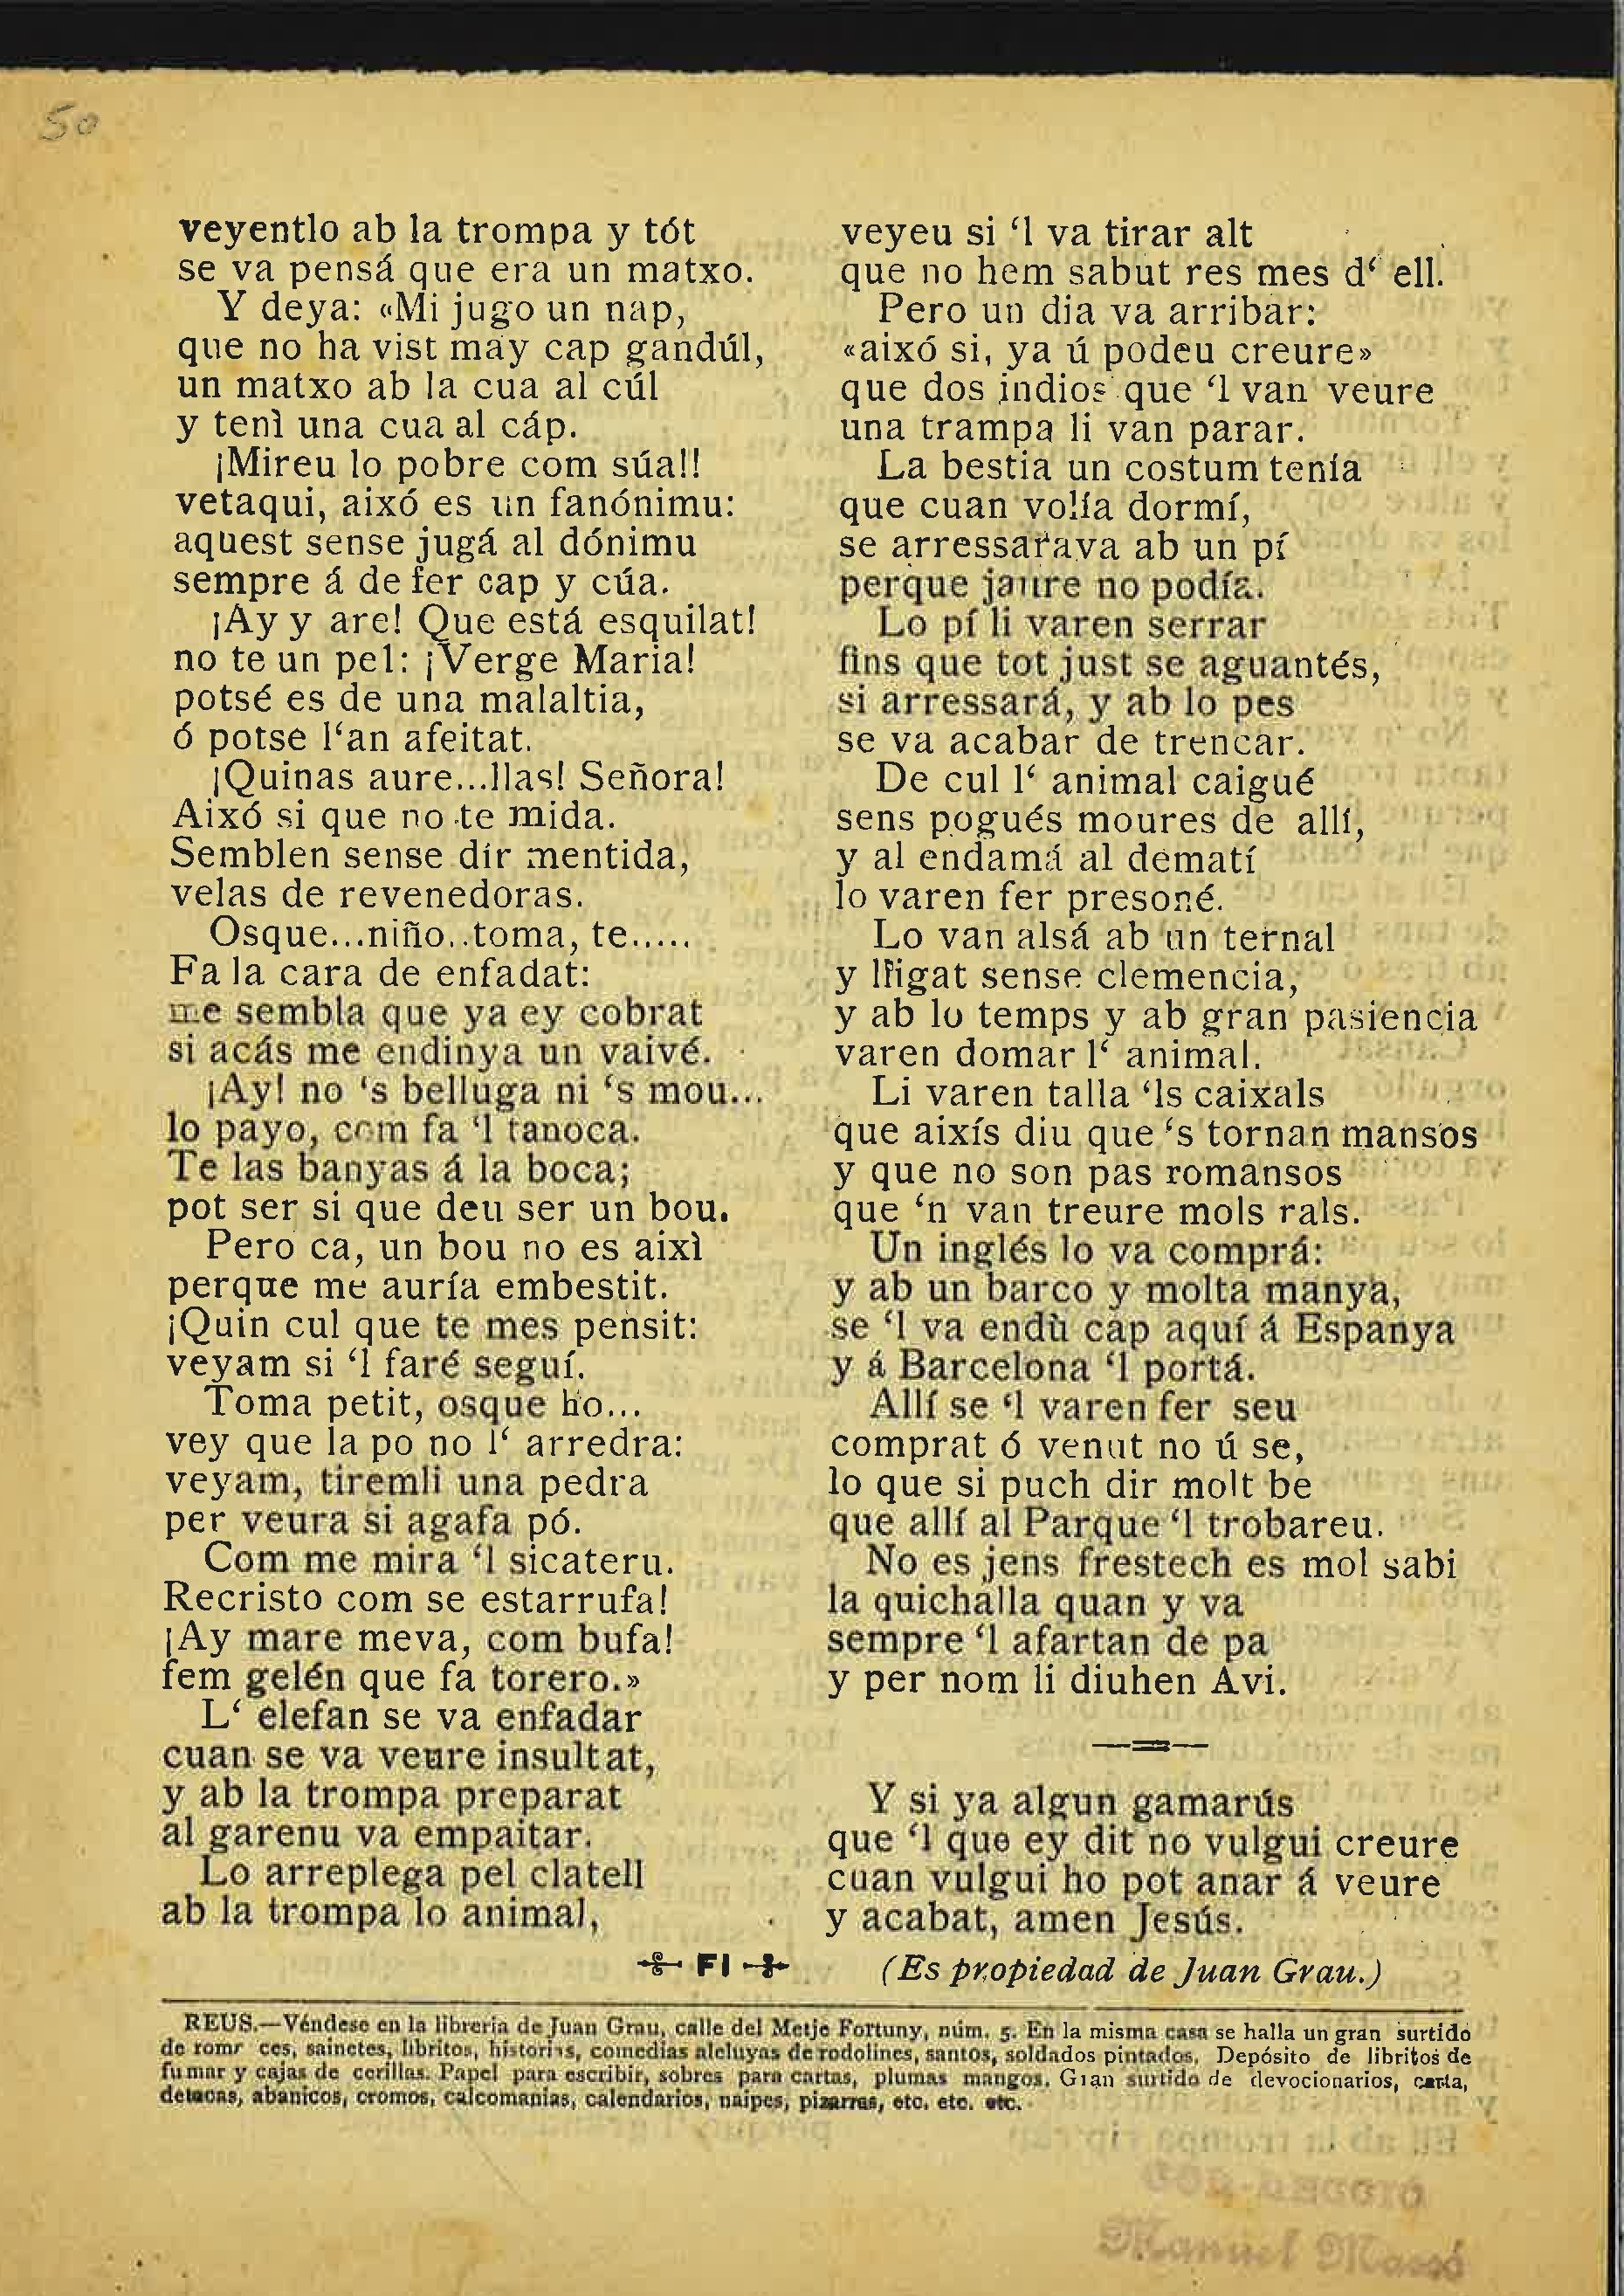 50
veyentlo ab la trompa y tót
se va pensá que era un matxo.
Y deya: «Mi jugo un nap,
que no ha vist may cap gandúl,
un matxo ab la cua al cúl
y tenì una cua al cáp.
¡Mireu lo pobre com súa!!
vetaqui, aixó es un fanónimu:
aquest sense jugá al dónimu
sempre á de fer cap y cúa.
¡Ay y are! Que está esquilat!
no te un pel: ¡Verge Maria!
potsé es de una malaltia,
ó potse l‘an afeitat.
¡Quinas aure...llas! Señora!
Aixó si que no te mida.
Semblen sense dir mentida,
velas de revenedoras.
Osque...niño..toma, te.....
Fa la cara de enfadat:
me sembla que ya ey cobrat
si acás me endinya un vaivé.
¡Ay! no ‘s belluga ni ‘s mou...
lo payo, com fa ‘l tanoca.
Te las banyas á la boca;
pot ser si que deu ser un bou.
Pero ca, un bou no es aixì
perque me auría embestit.
¡Quin cul que te mes pensit:
veyam si ‘l faré seguí.
Toma petit, osque ho...
vey que la po no l‘ arredra:
veyam, tiremli una pedra
per veura si agafa pó.
Com me mira ‘l sicateru.
Recristo com se estarrufa!
¡Ay mare meva, com bufa!
fem gelén que fa torero.»
L‘ elefan se va enfadar
cuan se va veure insultat,
y ab la trompa preparat
al garenu va empaitar.
Lo arreplega pel clatell
ab la trompa lo animal,
veyeu si ‘l va tirar alt
que no hem sabut res mes d‘ ell.
Pero un dia va arribar:
«aixó si, ya ú podeu creure»
que dos indios que ‘l van veure
una trampa li van parar.
La bestia un costum tenía
que cuan volía dormí,
se arressarava ab un pí
perque jaure no podía.
Lo pí li varen serrar
fins que tot just se aguantés,
si arressará, y ab lo pes
se va acabar de trencar.
De cul l‘ animal caigué
sens pogués moures de allí,
y al endamá al dematí
lo varen fer presoné.
Lo van alsá ab un ternal
y lligat sense clemencia,
y ab lo temps y ab gran pasiencia
varen domar l‘ animal.
Li varen talla ‘ls caixals
que aixís diu que ‘s tornan mansos
y que no son pas romansos
que ‘n van treure mols rals.
Un inglés lo va comprá:
y ab un barco y molta manya,
se ‘l va endù cap aquí á Espanya
y á Barcelona ‘l portá.
Allí se ‘l varen fer seu
comprat ó venut no ú se,
lo que si puch dir molt be
que allí al Parque ‘l trobareu.
No es jens frestech es mol sabi
la quichalla quan y va
sempre ‘l afartan de pa
y per nom li diuhen Avi.
Y si ya algun gamarús
que ‘l que ey dit no vulgui creure
cuan vulgui ho pot anar á veure
y acabat, amen Jesús.
FI
(Es propiedad de Juan Grau.)
REUS.—Véndese en la libreria de Juan Grau, calle del Metje Fortuny, núm. 5. En la misma casa se halla un gran surtido
de romr ces, sainetes, libritos, historias, comedias aleluyas de rodolines, santos, soldados pintados. Depósito de libritos de
fumar y cajas de cerillas. Papel para escribir, sobres para cartas, plumas mangos. Gran surtido de devocionarios,
abanicos, cromos, calcomanias, calendarios, naipes, pizarras, etc. etc. etc.